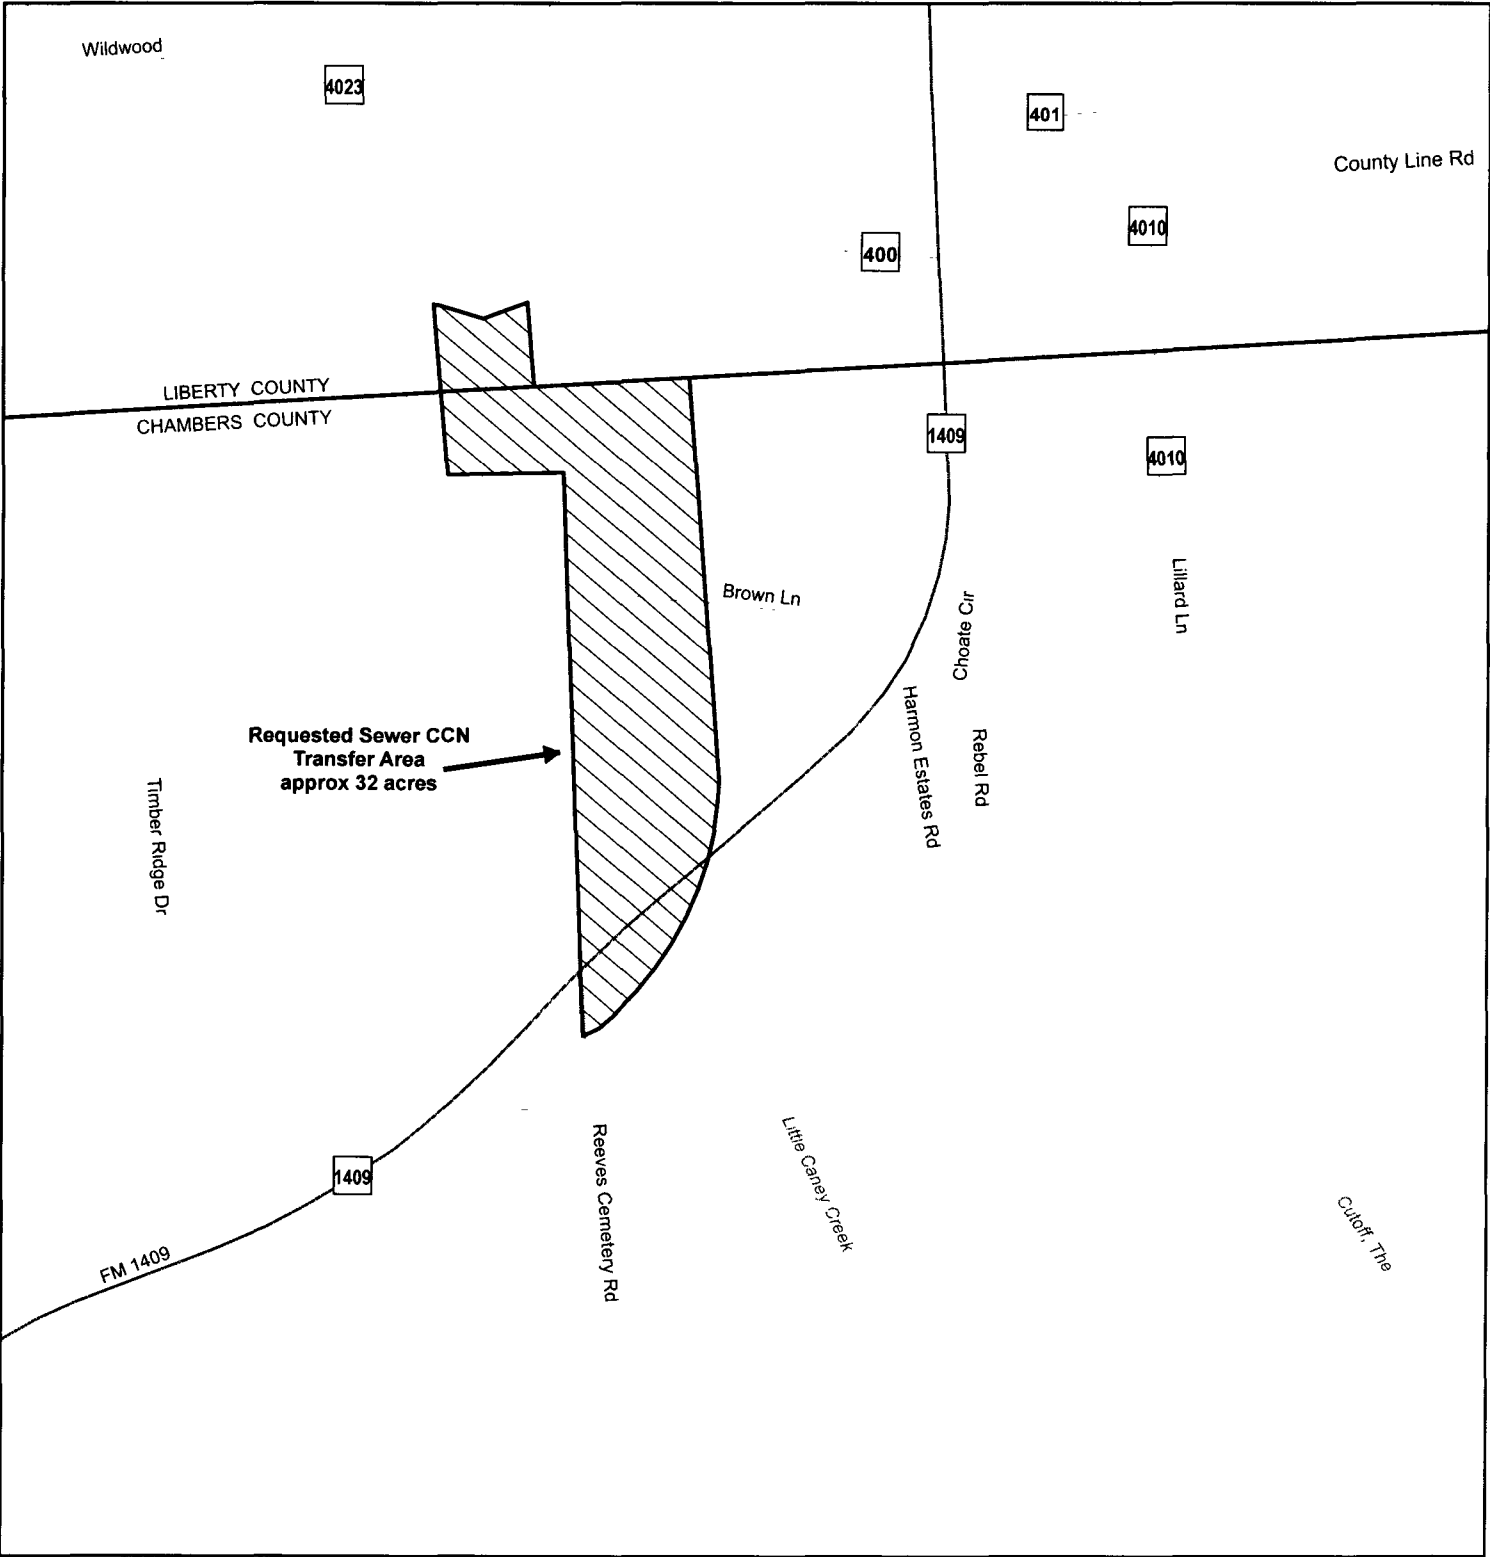 Wildwood
4023
401
County Line Rd
4010
400
LIBERTY COUNTY
CHAMBERS COUNTY
1409
4010
Brown Ln
Lillard Ln
Choate Cir
Harmon Estates Rd
Rebel Rd
Requested Sewer CCN
Transfer Area
approx 32 acres
Timber Ridge Dr
Reeves Cemetery Rd
Little Caney Creek
1409
Cutoff, The
FM 1409